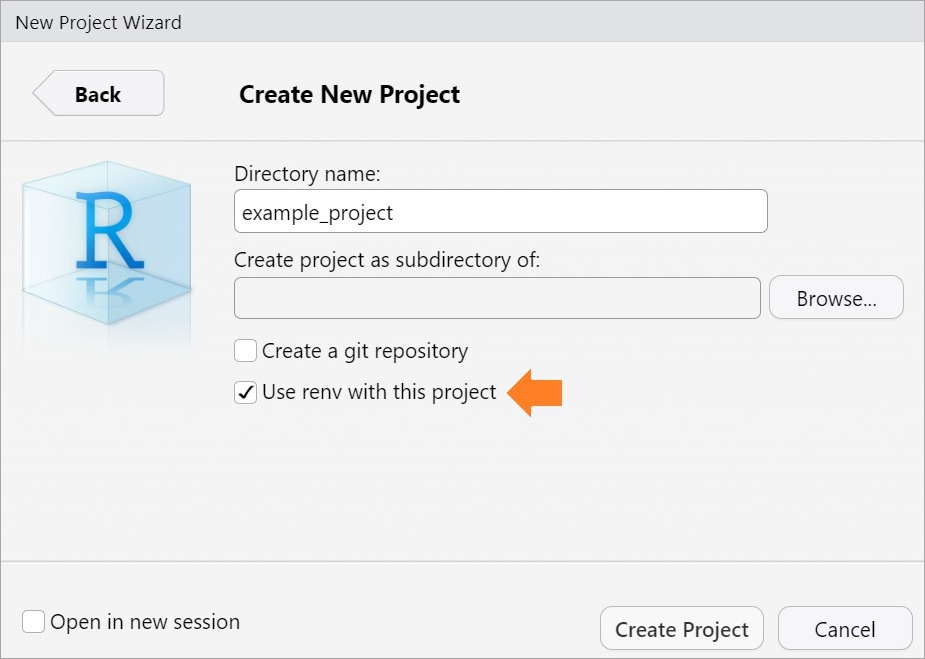 New Project Wizard
Back
Create New Project
R
Directory name:
example_project
Create project as subdirectory of:
Browse...
Create a git repository
Use renv with this project
Open in new session
Create Project
Cancel